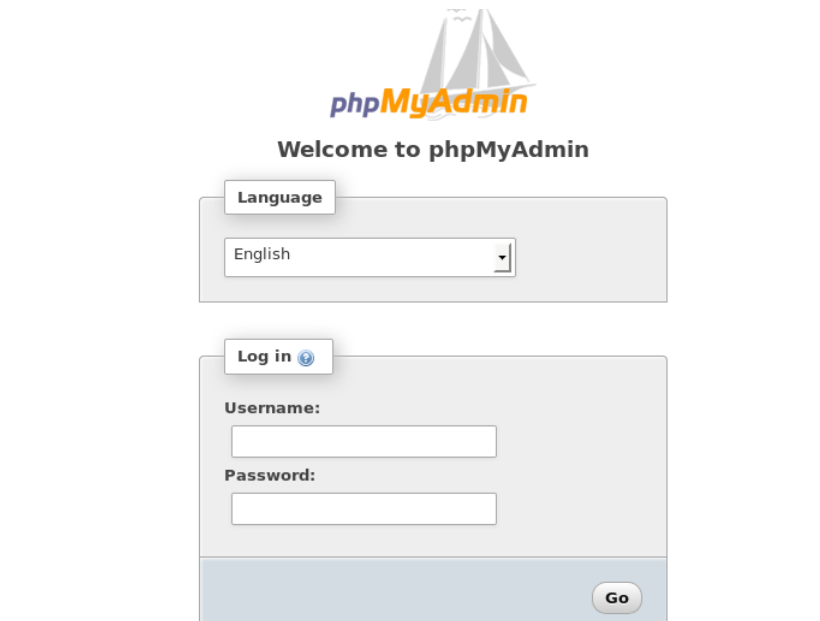 phpMyAdmin
Welcome to phpMyAdmin
Language
English
Log in
Username:
Password:
Go